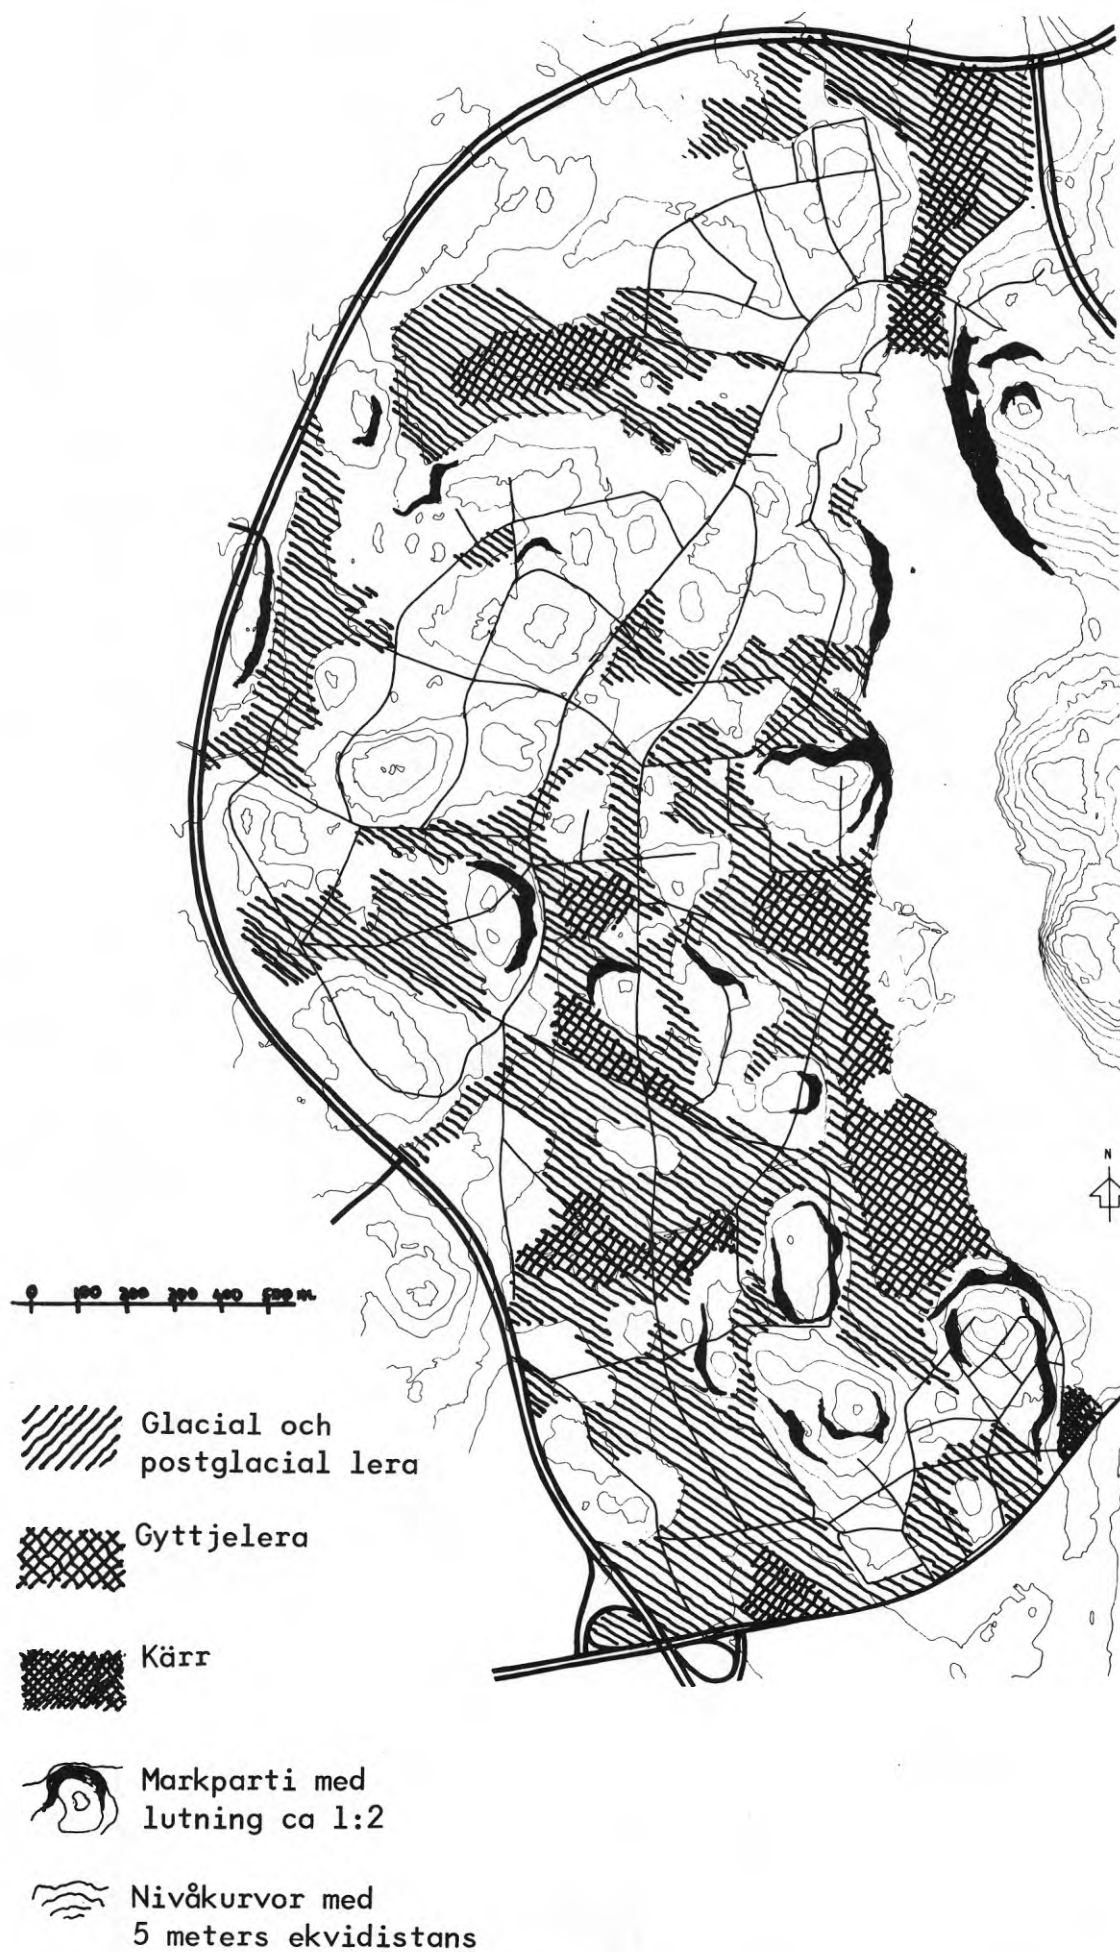 N
0 100 200 300 400 500 m.
Glacial och
postglacial lera
Gyttjelera
Kärr
Markparti med
lutning ca 1:2
Nivåkurvor med
5 meters ekvidistans